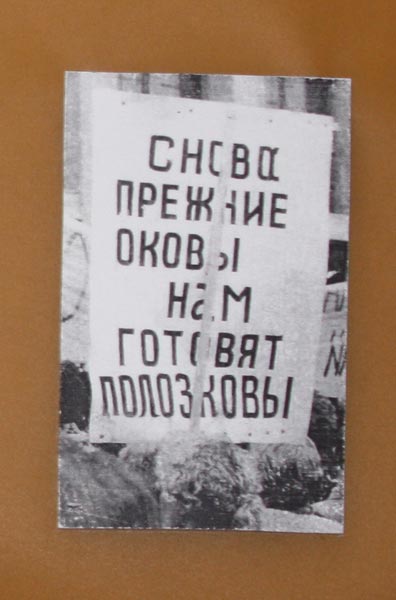 СНОВА
ПРЕЖНИЕ
ОКОВЫ
НАМ
ГОТОВЯТ
ПОЛОЗКОВЫ